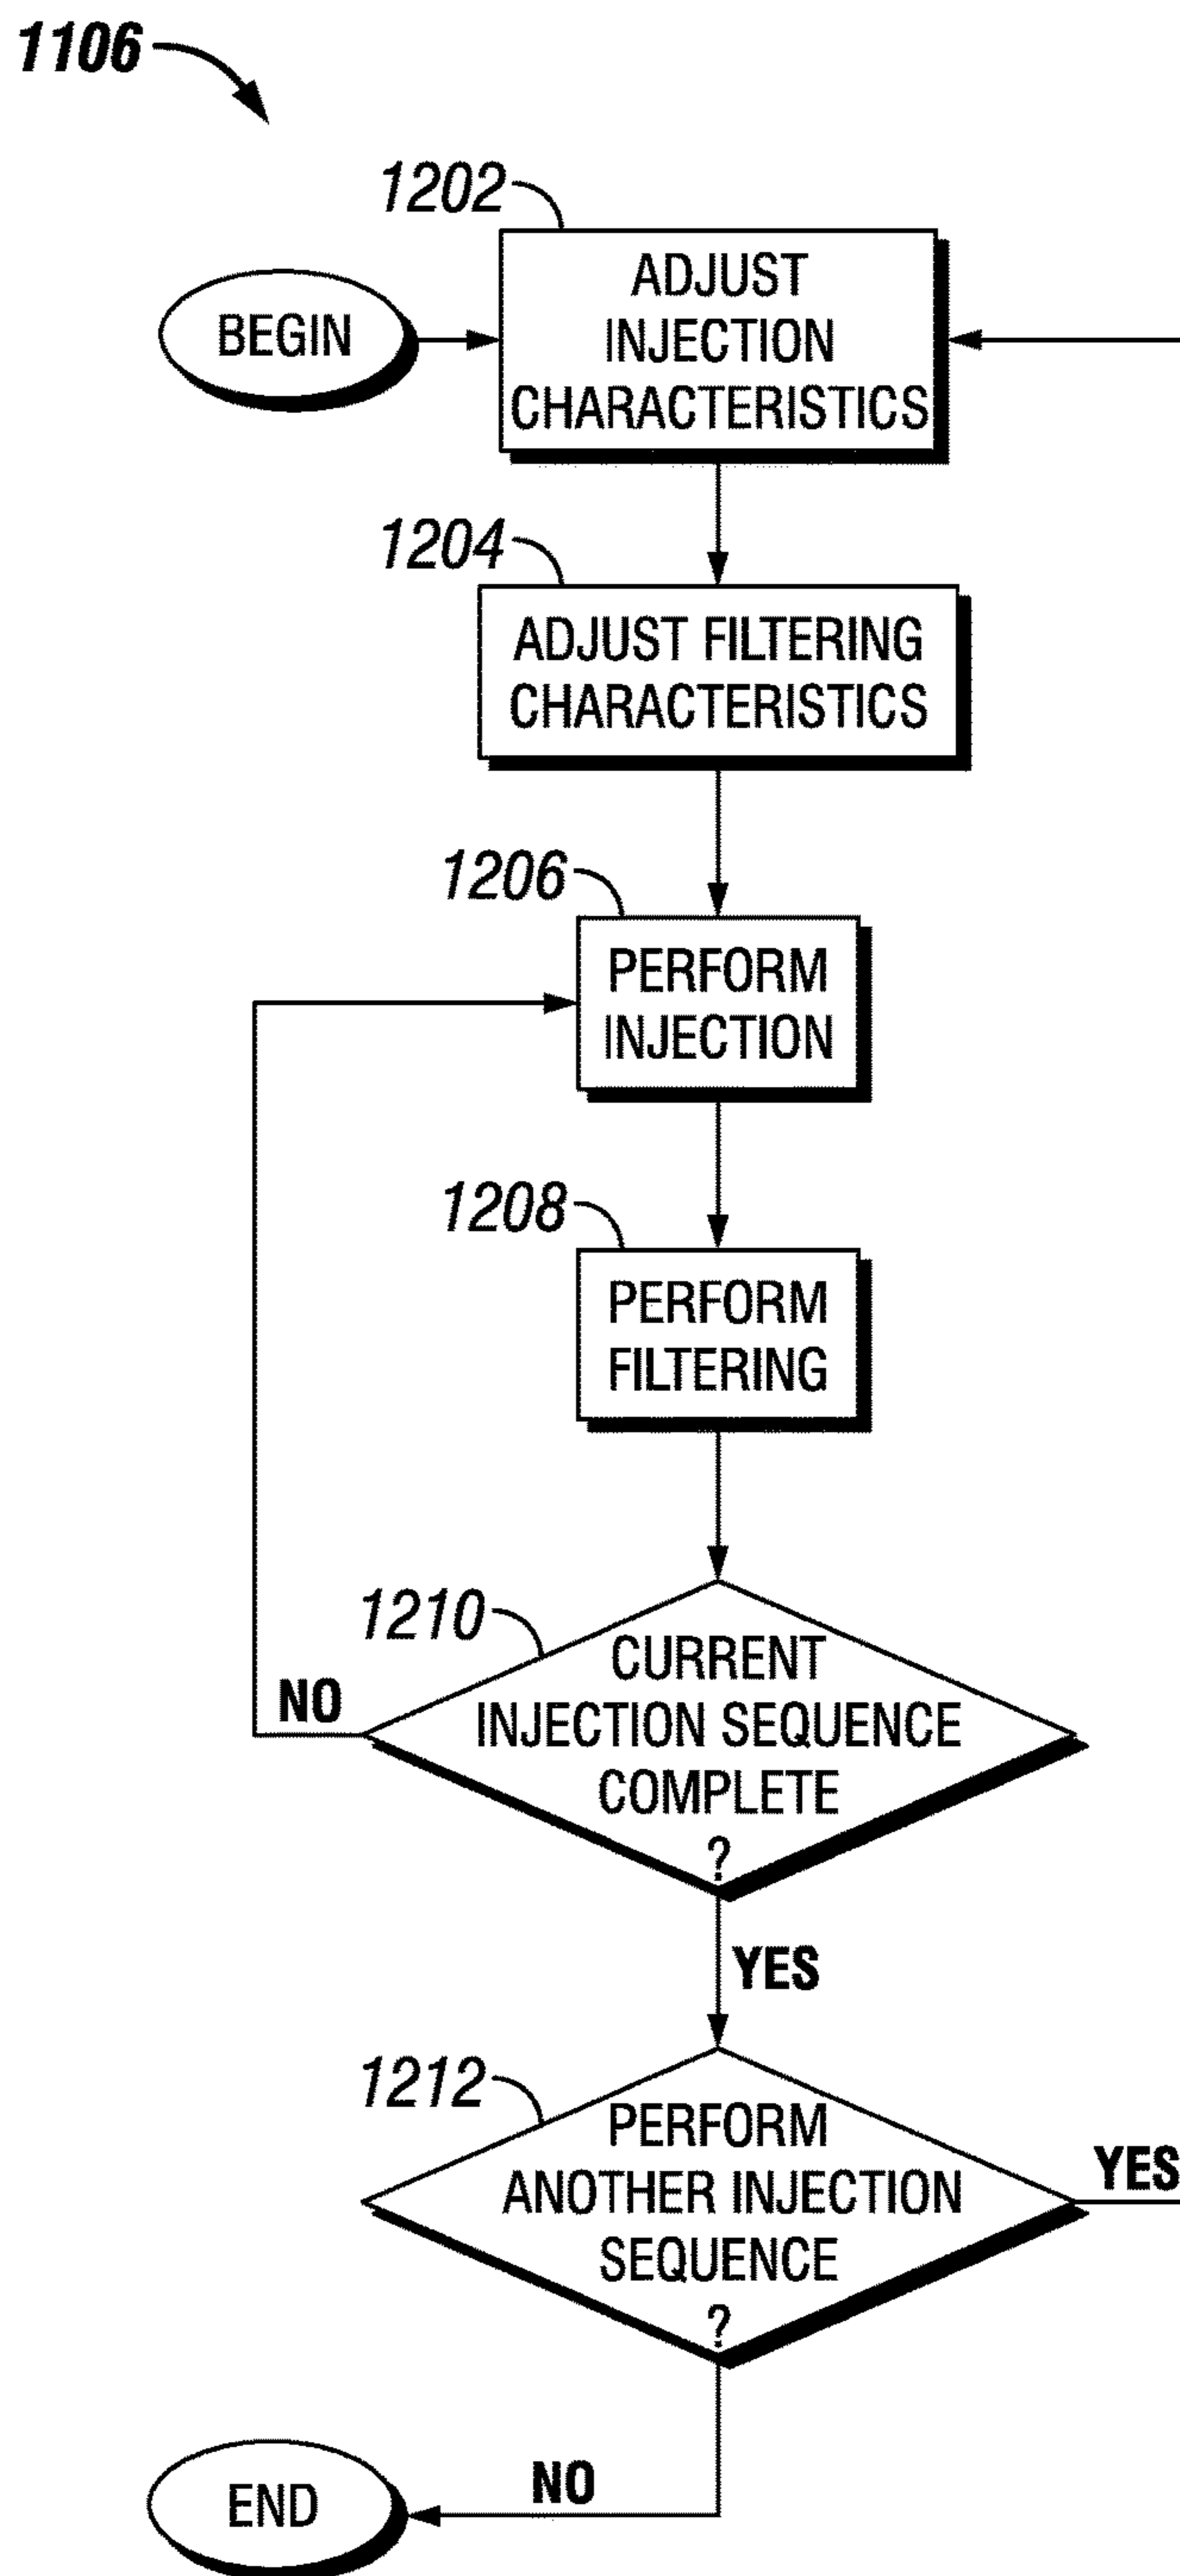 1106
1202
BEGIN
ADJUST
INJECTION
CHARACTERISTICS
1204
ADJUST FILTERING
CHARACTERISTICS
1206
PERFORM
INJECTION
1208
PERFORM
FILTERING
1210
NO
CURRENT
INJECTION SEQUENCE
COMPLETE
?
YES
1212
PERFORM
ANOTHER INJECTION
SEQUENCE
?
YES
NO
END